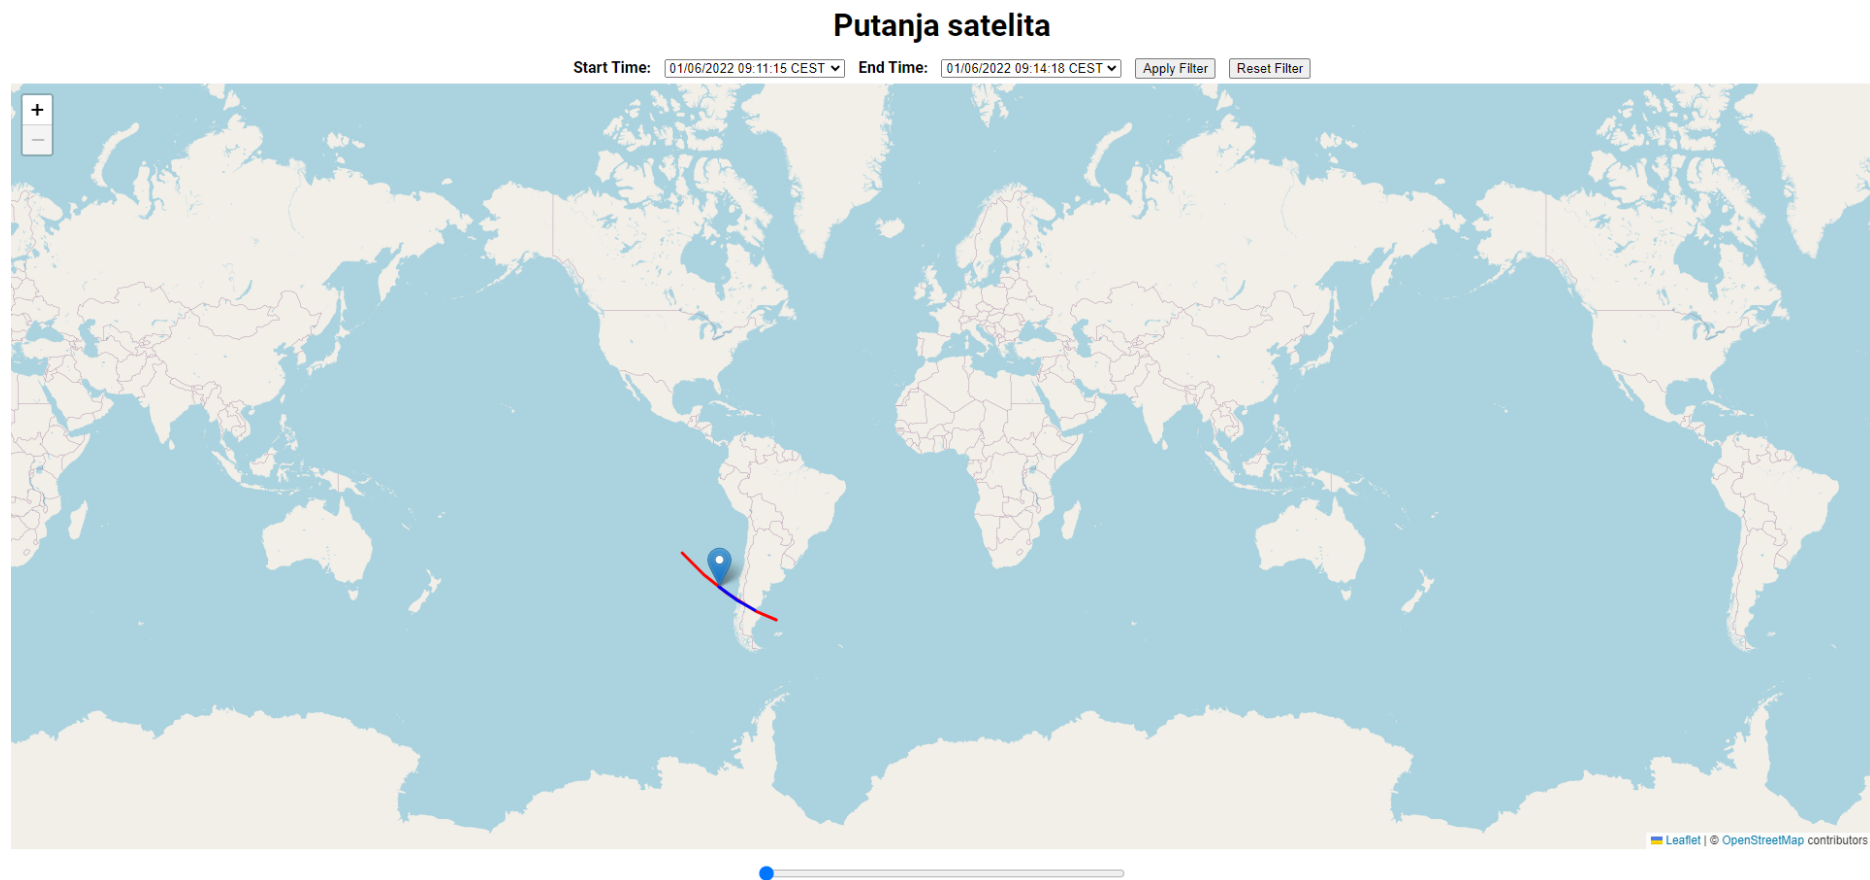 Putanja satelita
Start Time: 01/06/2022 09:11:15 CEST End Time: 01/06/2022 09:14:18 CEST Apply Filter Reset Filter
+
−
Leaflet | © OpenStreetMap contributors